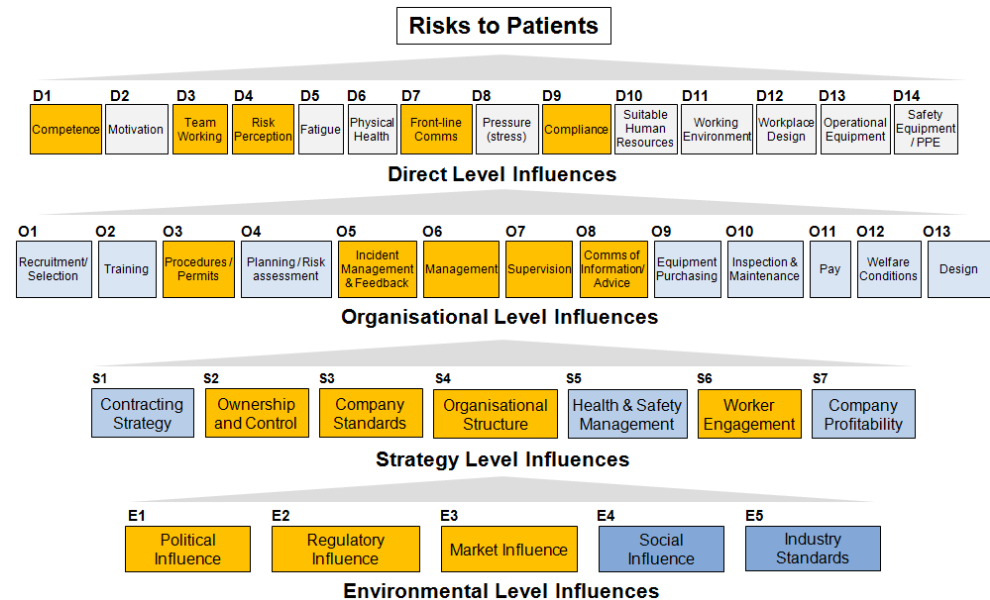 Risks to Patients
D1 D2 D3 D4 D5 D6 D7 D8 D9 D10 D11 D12 D13 D14
Competence
Motivation
Team
Working
Risk
Perception
Fatigue
Physical
Health
Front-line
Comms
Pressure
(stress)
Compliance
Suitable
Human
Resources
Working
Environment
Workplace
Design
Operational
Equipment
Safety
Equipment
/ PPE
Direct Level Influences
O1 O2 O3 O4 O5 O6 O7 O8 O9 O10 O11 O12 O13
Recruitment/
Selection
Training
Procedures /
Permits
Planning / Risk
assessment
Incident
Management
& Feedback
Management
Supervision
Comms of
Information/
Advice
Equipment
Purchasing
Inspection &
Maintenance
Pay
Welfare
Conditions
Design
Organisational Level Influences
S1 S2 S3 S4 S5 S6 S7
Contracting
Strategy
Ownership
and Control
Company
Standards
Organisational
Structure
Health & Safety
Management
Worker
Engagement
Company
Profitability
Strategy Level Influences
E1 E2 E3 E4 E5
Political
Influence
Regulatory
Influence
Market Influence
Social
Influence
Industry
Standards
Environmental Level Influences